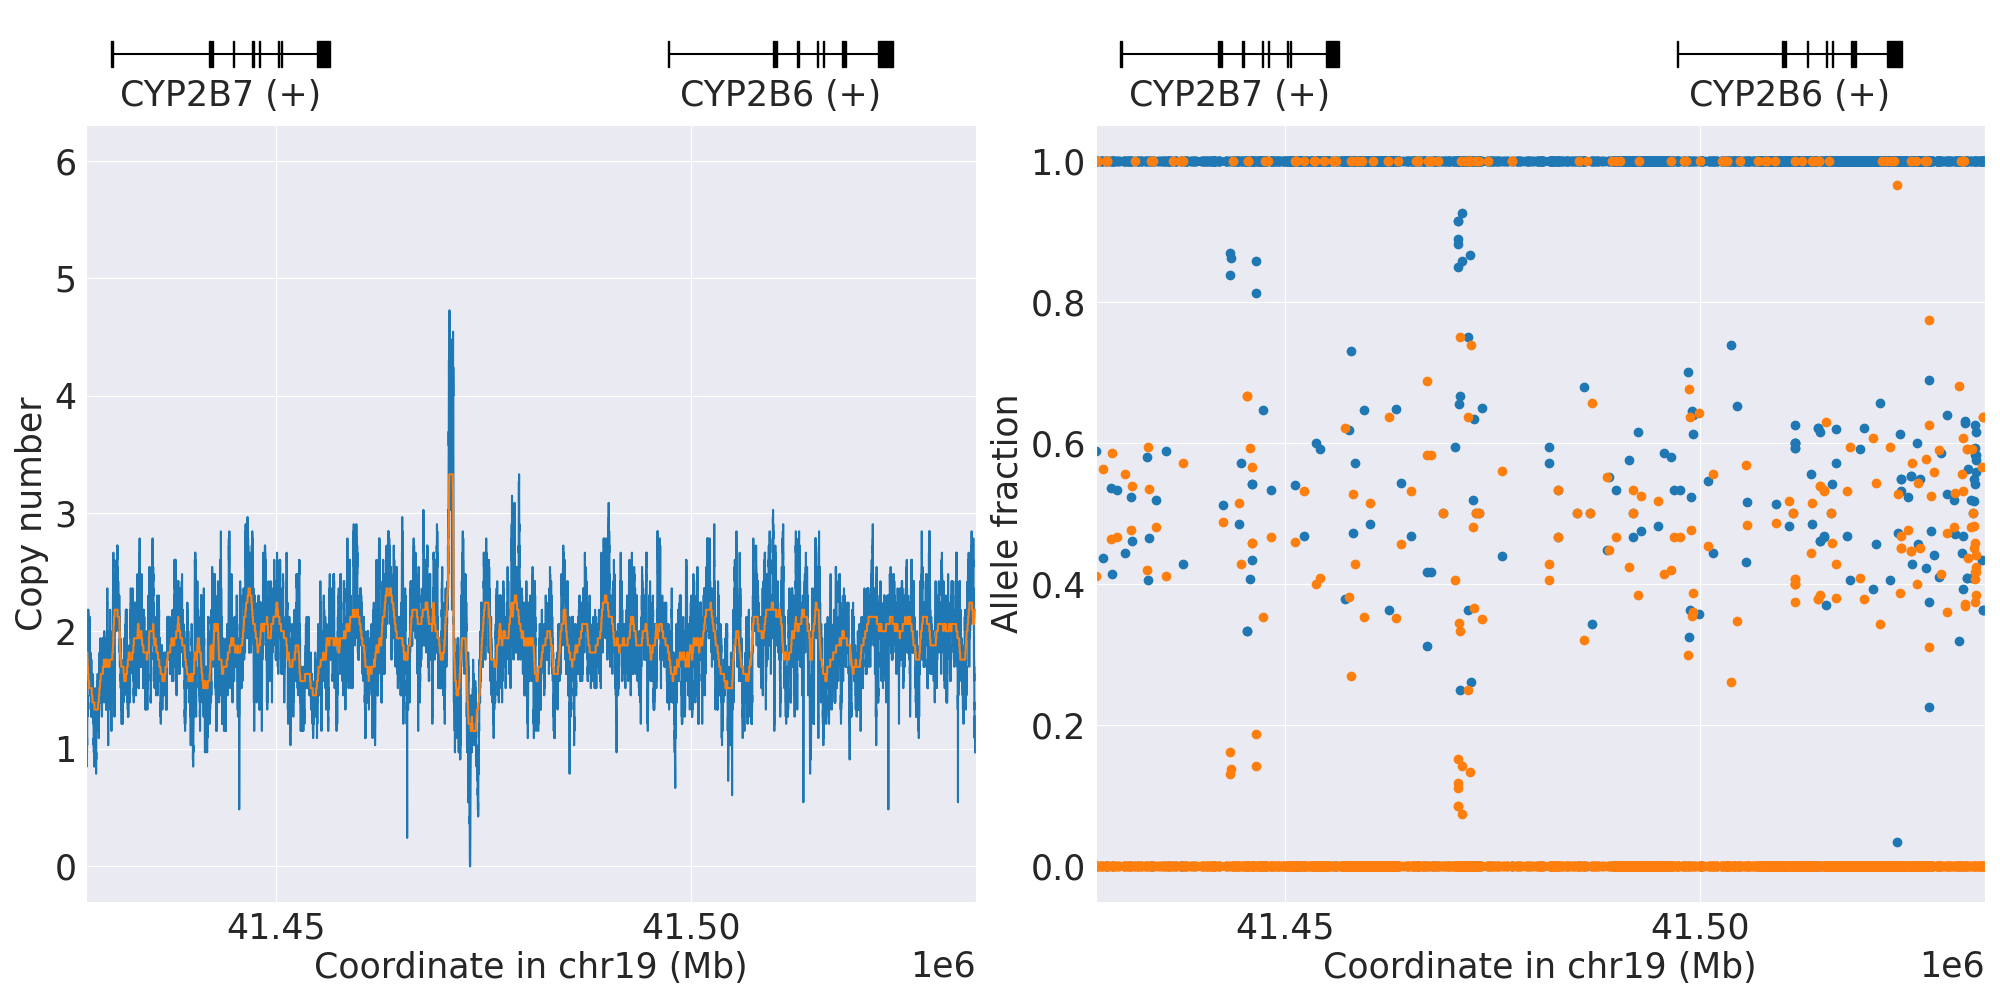 CYP2B7 (+)
CYP2B6 (+)
6
5
4
3
2
1
0
Copy number
41.45
41.50
Coordinate in chr19 (Mb)
1e6
CYP2B7 (+)
CYP2B6 (+)
1.0
0.8
0.6
0.4
0.2
0.0
Allele fraction
41.45
41.50
Coordinate in chr19 (Mb)
1e6